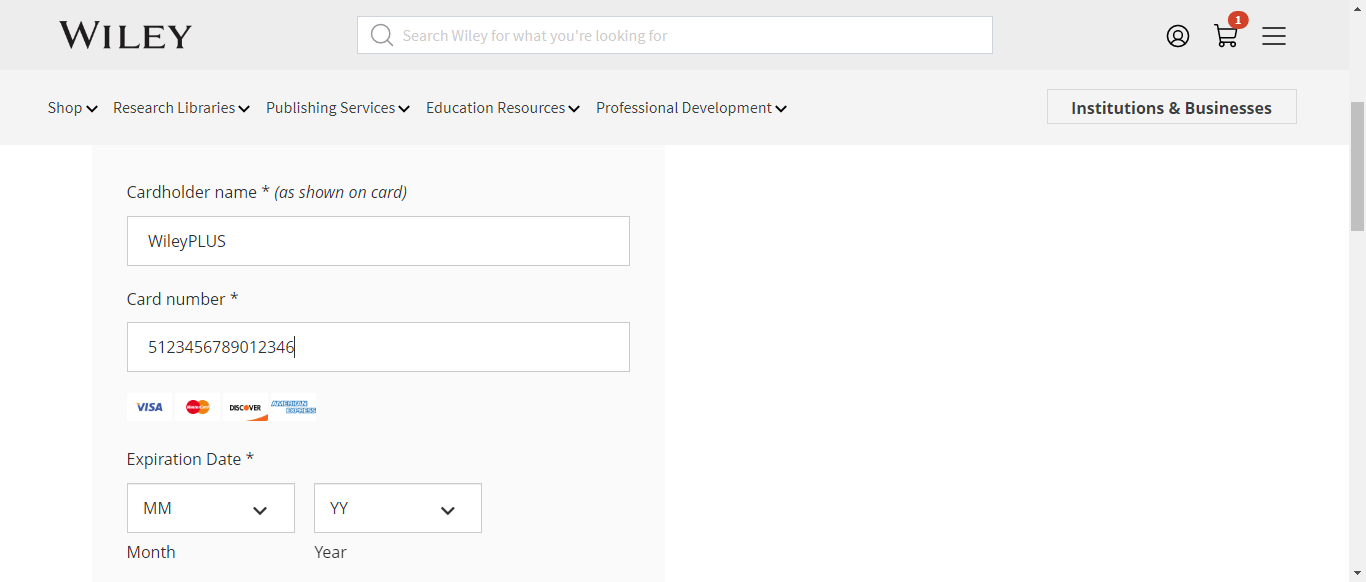 WILEY
Search Wiley for what you're looking for
1
Shop Research Libraries Publishing Services Education Resources Professional Development
Institutions & Businesses
Cardholder name * (as shown on card)
WileyPLUS
Card number *
5123456789012346
VISA MasterCard DISCOVER AMERICAN EXPRESS
Expiration Date *
MM YY
Month Year